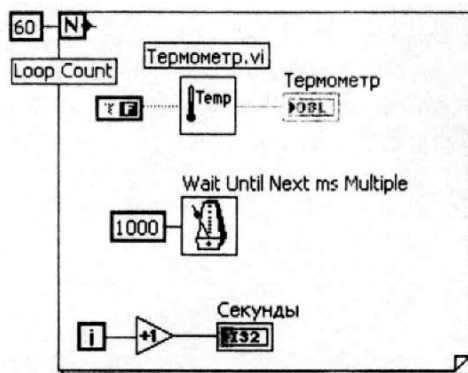 60 N
Loop Count
Термометр.vi
Temp
Термометр
F
DBL
Wait Until Next ms Multiple
1000
Секунды
i
+1
I32